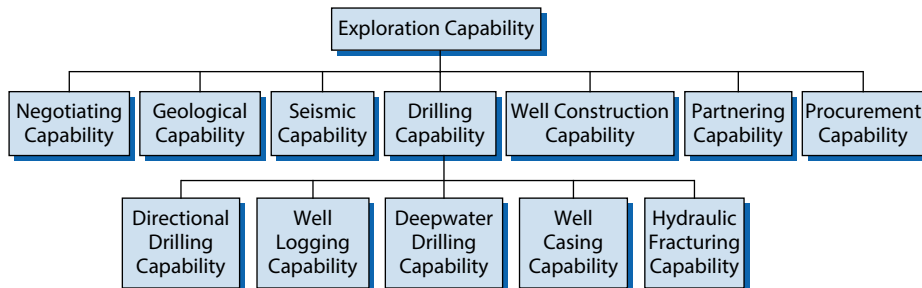 Exploration Capability
Negotiating
Capability
Geological
Capability
Seismic
Capability
Drilling
Capability
Well Construction
Capability
Partnering
Capability
Procurement
Capability
Directional
Drilling
Capability
Well
Logging
Capability
Deepwater
Drilling
Capability
Well
Casing
Capability
Hydraulic
Fracturing
Capability